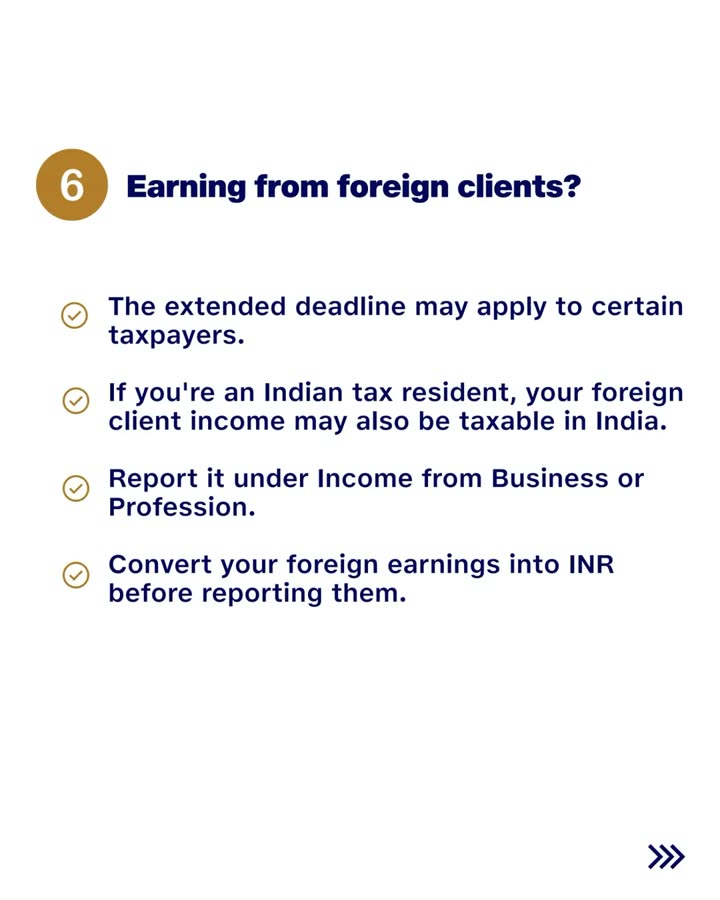 6
Earning from foreign clients?
The extended deadline may apply to certain
taxpayers.
If you're an Indian tax resident, your foreign
client income may also be taxable in India.
Report it under Income from Business or
Profession.
Convert your foreign earnings into INR
before reporting them.